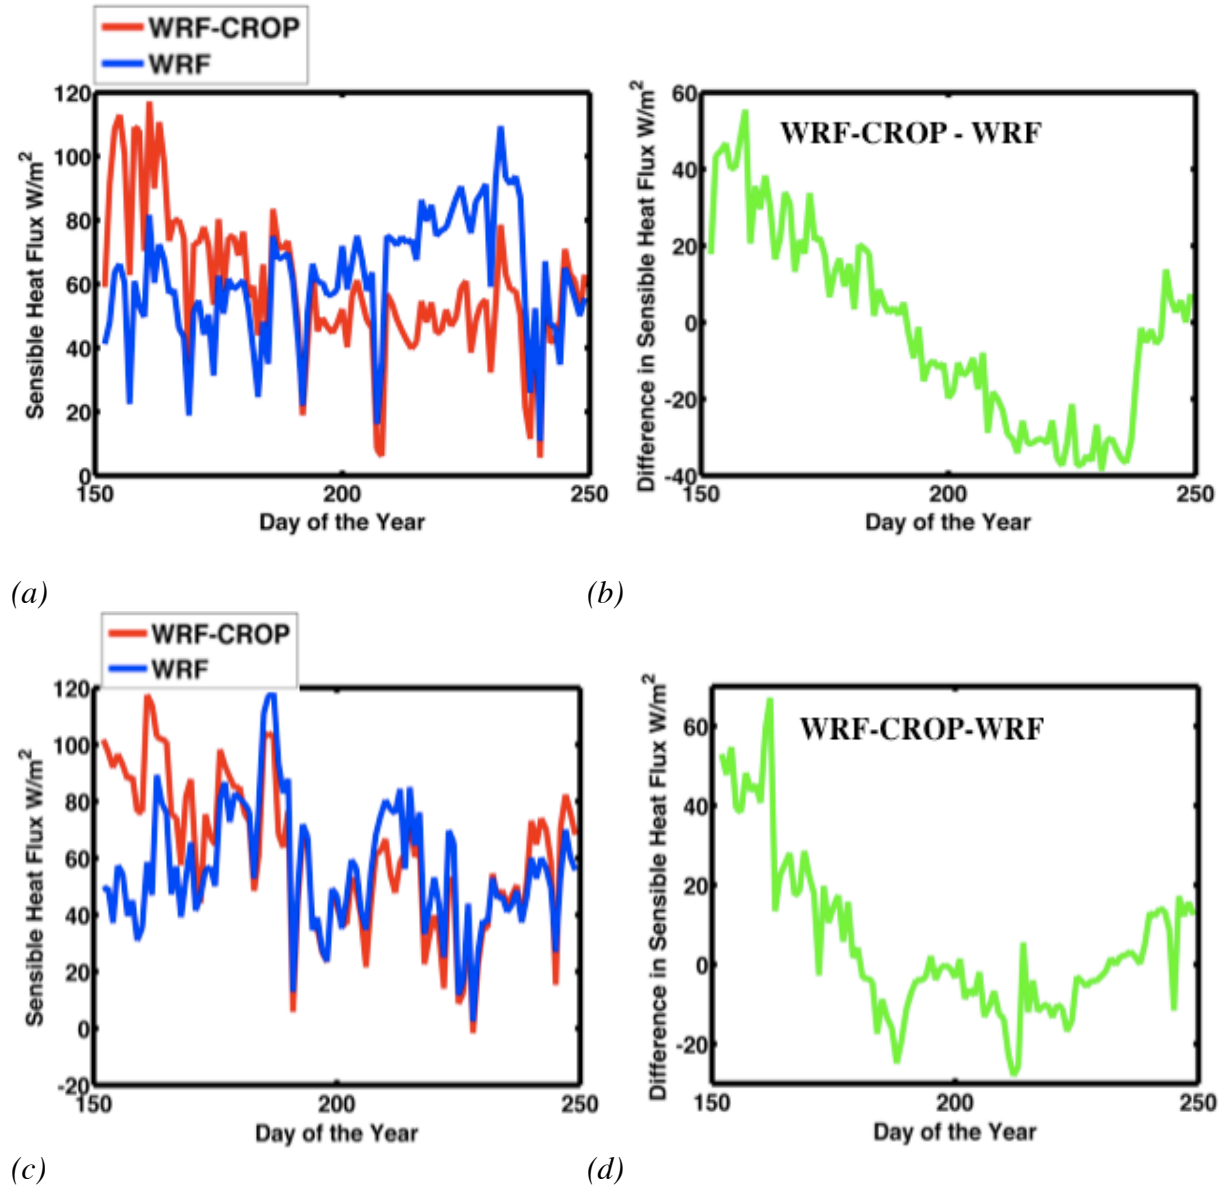 WRF-CROP
WRF
120
100
80
60
40
20
0
150
200
250
Sensible Heat Flux W/m²
Day of the Year
(a)
60
40
20
0
-20
-40
150
200
250
Difference in Sensible Heat Flux W/m²
WRF-CROP - WRF
Day of the Year
(b)
WRF-CROP
WRF
120
100
80
60
40
20
0
-20
150
200
250
Sensible Heat Flux W/m²
Day of the Year
(c)
60
40
20
0
-20
150
200
250
Difference in Sensible Heat Flux W/m²
WRF-CROP-WRF
Day of the Year
(d)